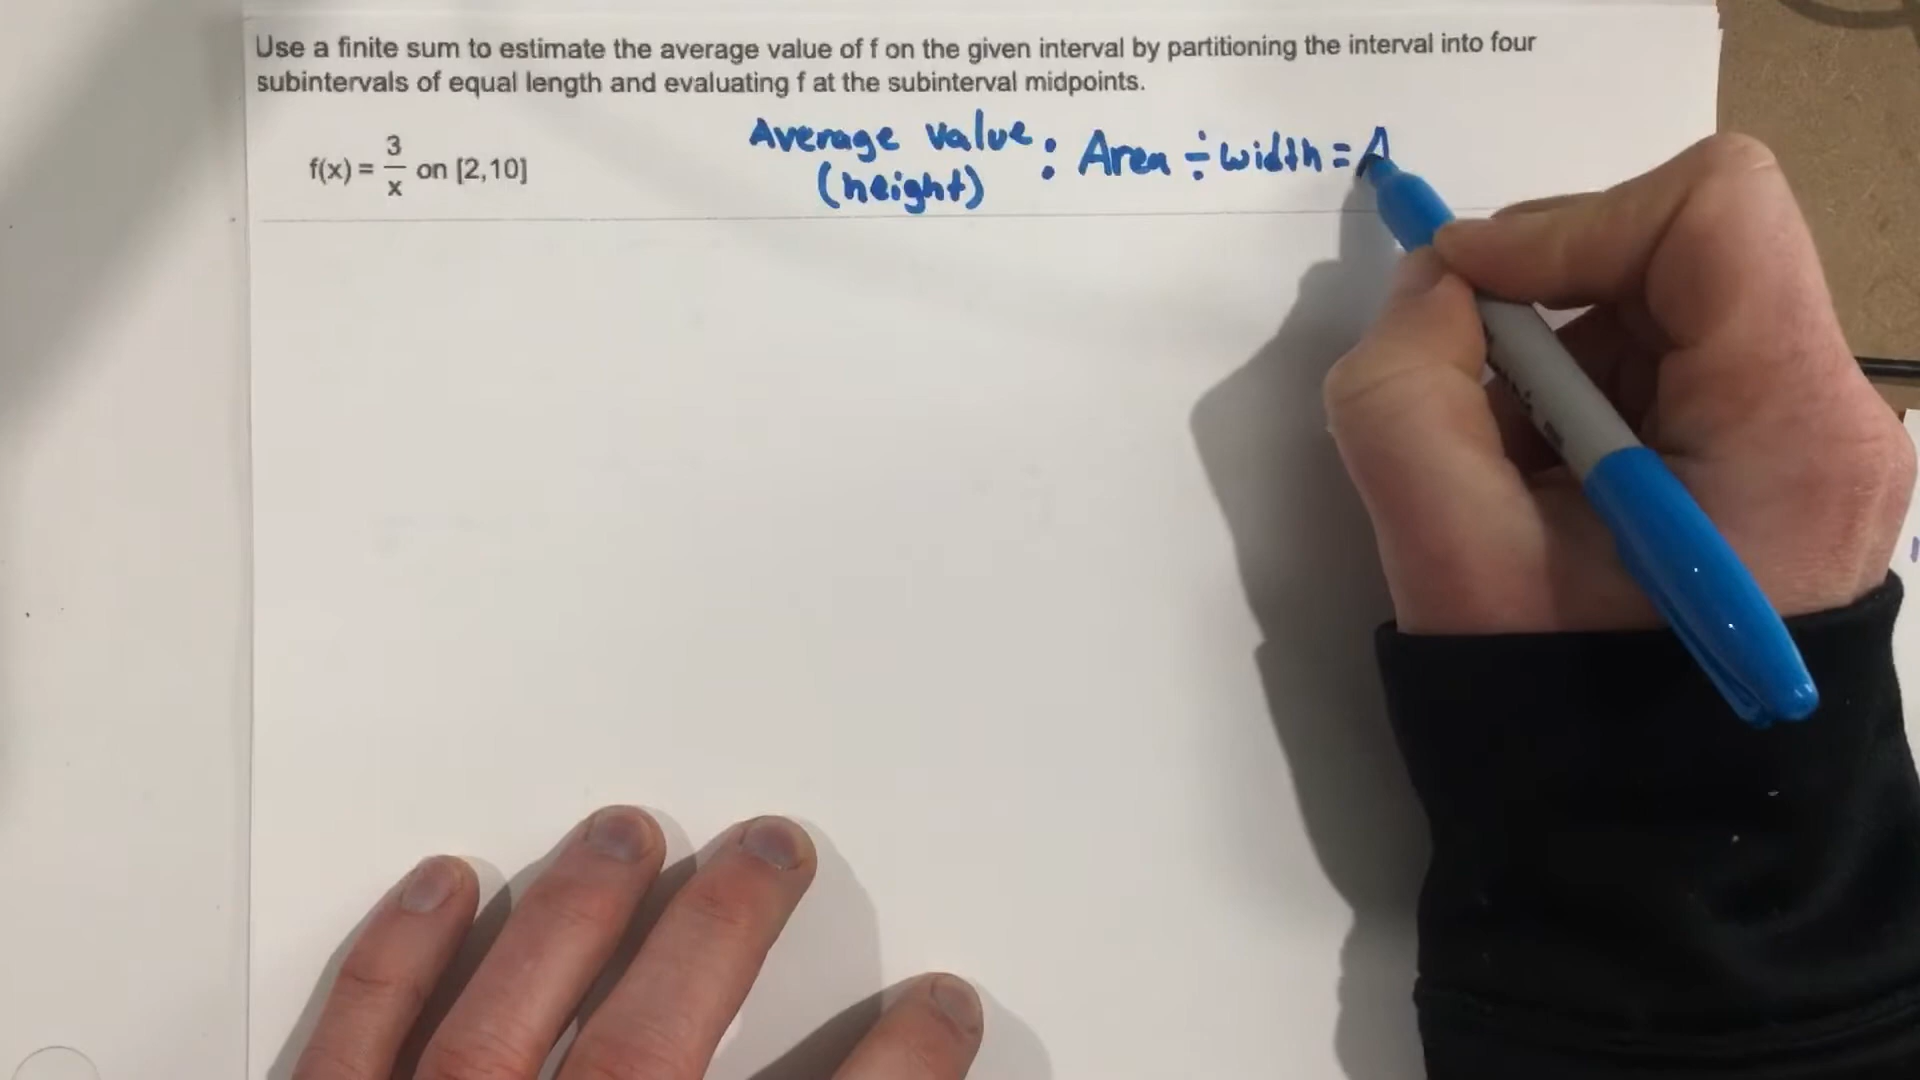 Use a finite sum to estimate the average value of f on the given interval by partitioning the interval into four
subintervals of equal length and evaluating f at the subinterval midpoints.
f(x) = 3/x on [2,10]
Average value : Area ÷ width = A
(height)